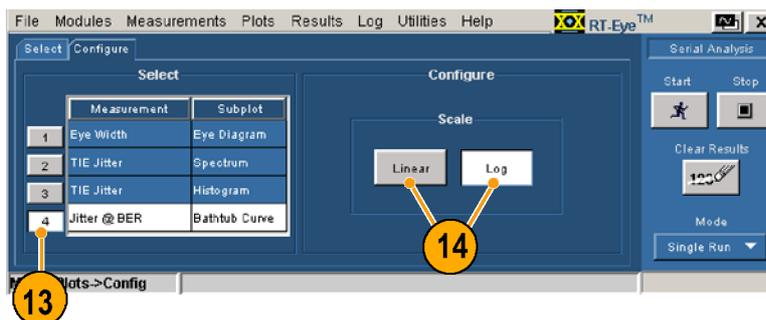 File Modules Measurements Plots Results Log Utilities Help RT-Eye™ X
Select Configure Serial Analysis
Select Configure
Start Stop
Measurement Subplot
Scale
1 Eye Width Eye Diagram
Clear Results
2 TIE Jitter Spectrum
Linear Log
123
3 TIE Jitter Histogram
4 Jitter @ BER Bathtub Curve
Mode
14
Single Run
Plots->Config
13